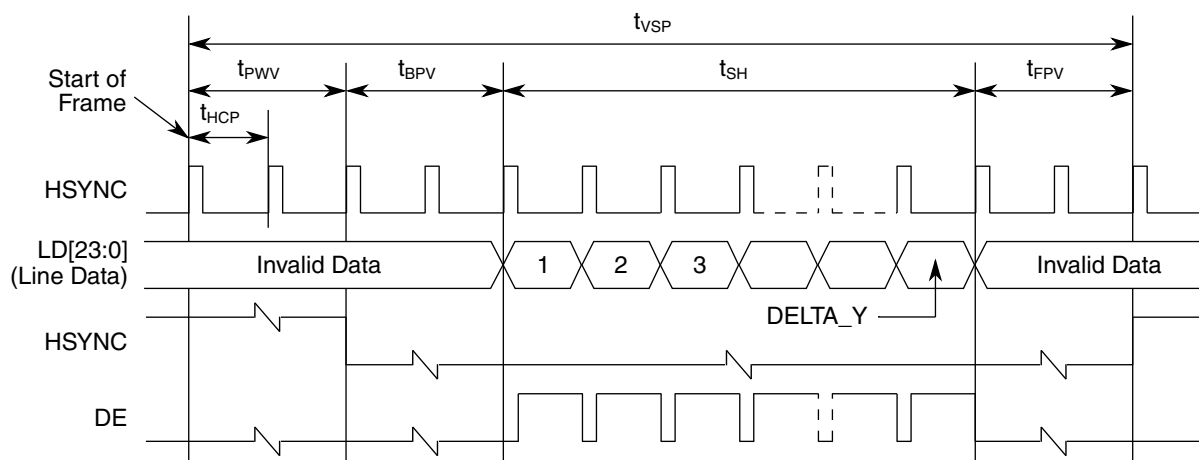 tVSP
tPWV
tBPV
tSH
tFPV
Start of
Frame
tHCP
HSYNC
LD[23:0]
(Line Data)
Invalid Data
1
2
3
Invalid Data
DELTA_Y
HSYNC
DE